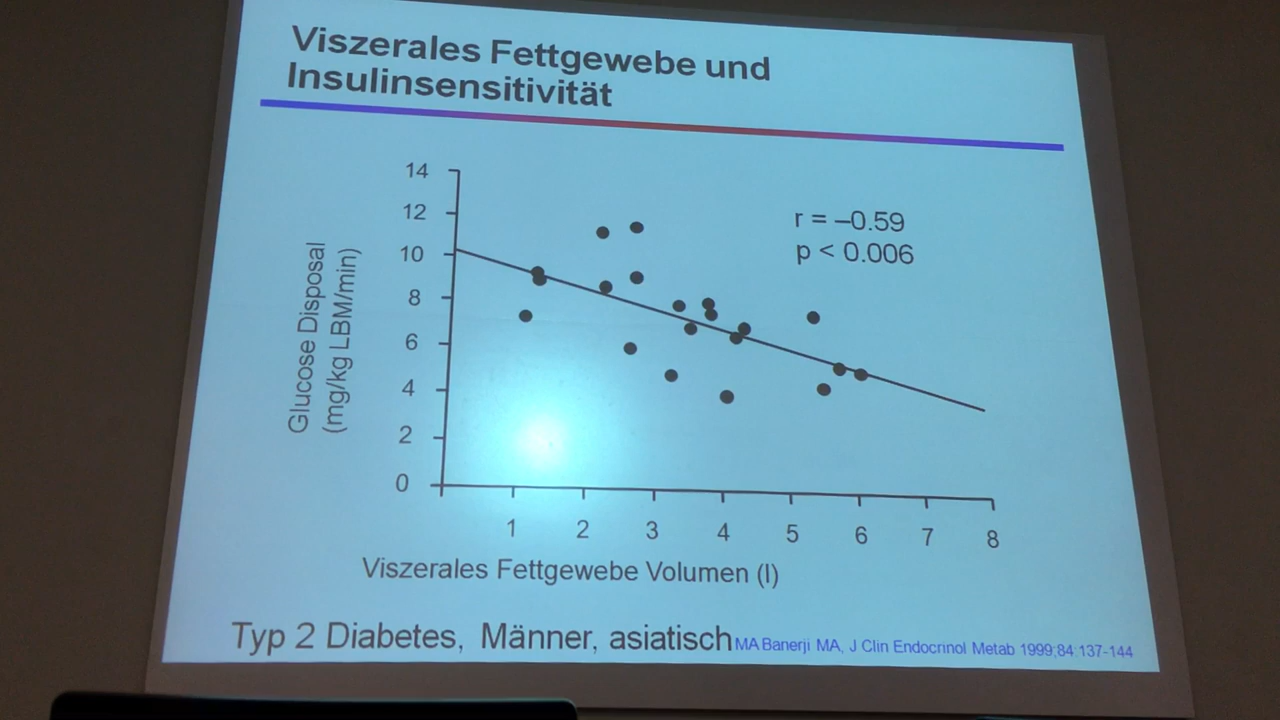 Viszerales Fettgewebe und
Insulinsensitivität
14
12
10
8
6
4
2
0
Glucose Disposal
(mg/kg LBM/min)
r = –0.59
p < 0.006
1 2 3 4 5 6 7 8
Viszerales Fettgewebe Volumen (l)
Typ 2 Diabetes, Männer, asiatisch MA Banerji MA, J Clin Endocrinol Metab 1999;84:137-144